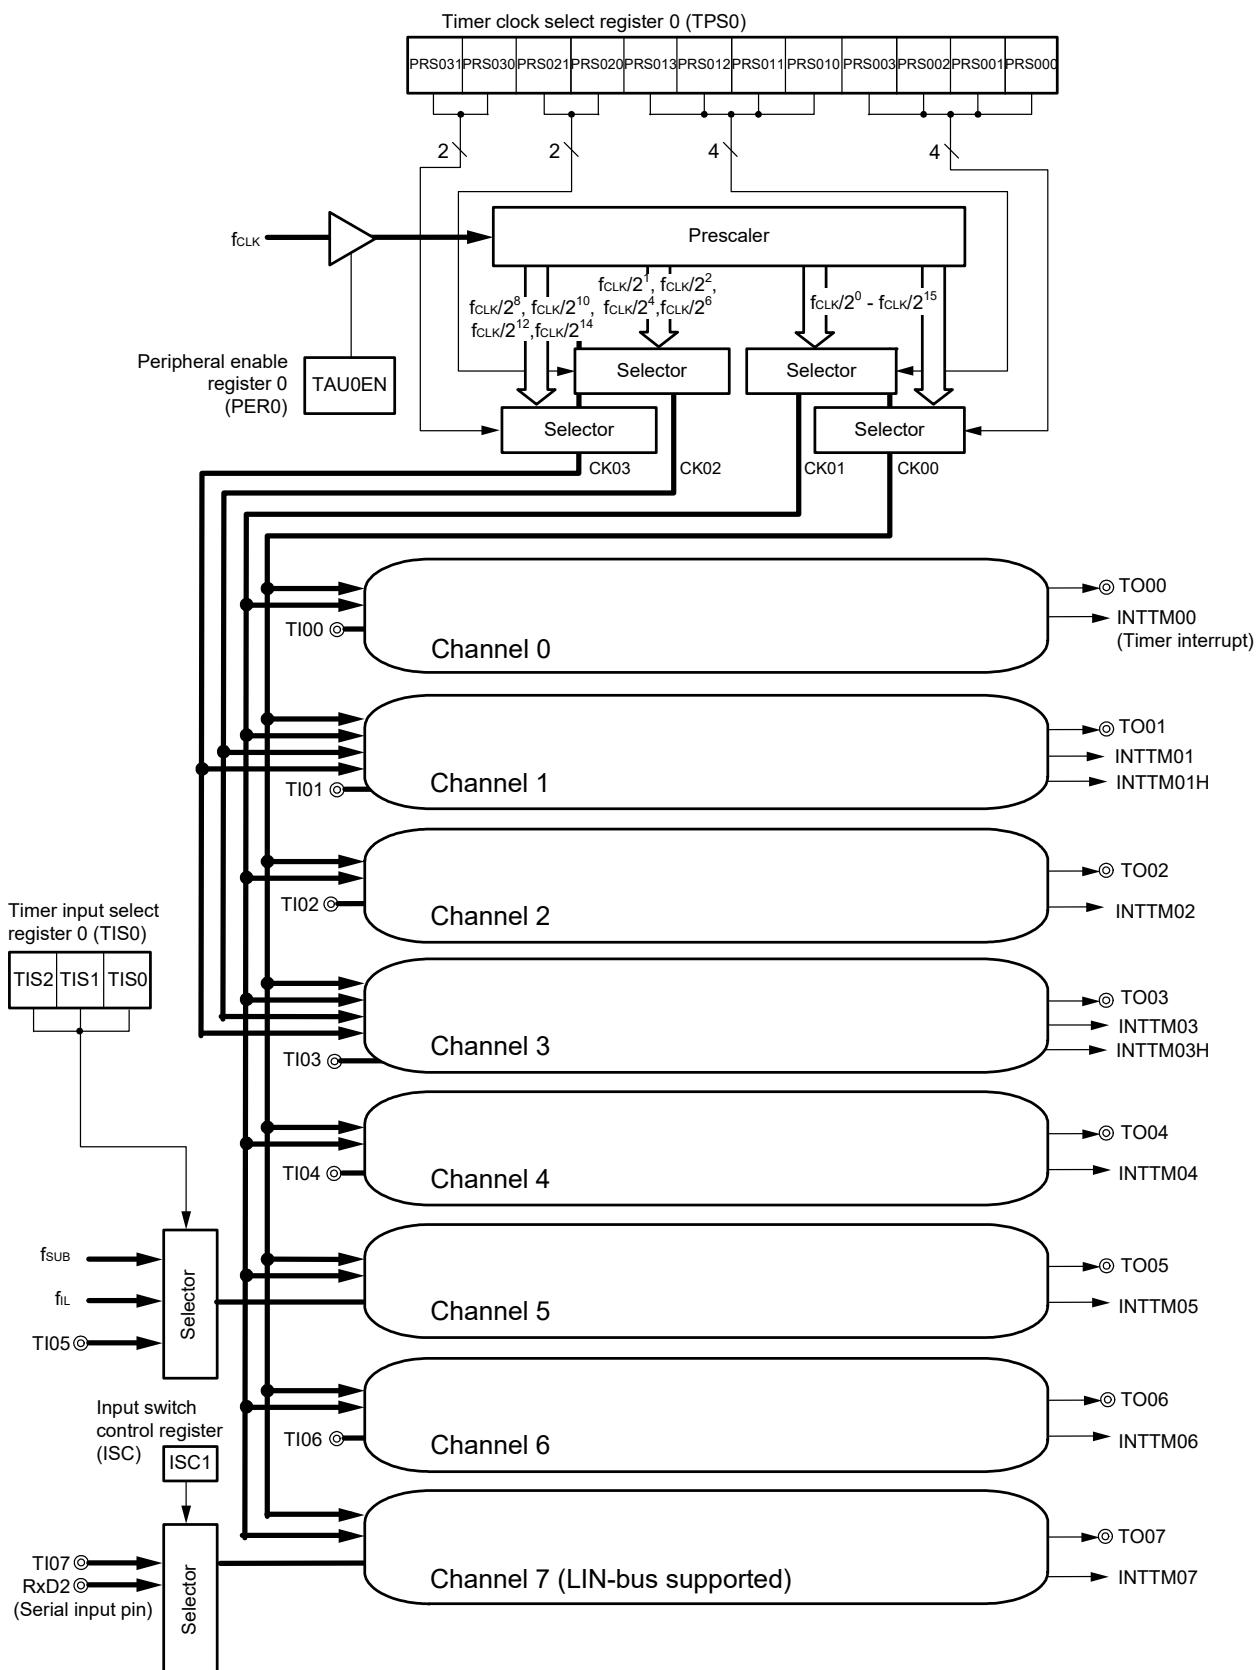 Timer clock select register 0 (TPS0)
PRS031 PRS030 PRS021 PRS020 PRS013 PRS012 PRS011 PRS010 PRS003 PRS002 PRS001 PRS000
2 2 4 4
fCLK
Prescaler
fCLK/2^8, fCLK/2^10,
fCLK/2^12,fCLK/2^14
fCLK/2^1, fCLK/2^2,
fCLK/2^4,fCLK/2^6
fCLK/2^0 - fCLK/2^15
Peripheral enable
register 0
(PER0)
TAU0EN
Selector
Selector
Selector
Selector
CK03
CK02
CK01
CK00
TI00
Channel 0
TO00
INTTM00
(Timer interrupt)
TI01
Channel 1
TO01
INTTM01
INTTM01H
TI02
Channel 2
TO02
INTTM02
Timer input select
register 0 (TIS0)
TIS2 TIS1 TIS0
TI03
Channel 3
TO03
INTTM03
INTTM03H
TI04
Channel 4
TO04
INTTM04
fSUB
fIL
TI05
Selector
Channel 5
TO05
INTTM05
TI06
Channel 6
TO06
INTTM06
Input switch
control register
(ISC)
ISC1
TI07
RxD2
(Serial input pin)
Selector
Channel 7 (LIN-bus supported)
TO07
INTTM07